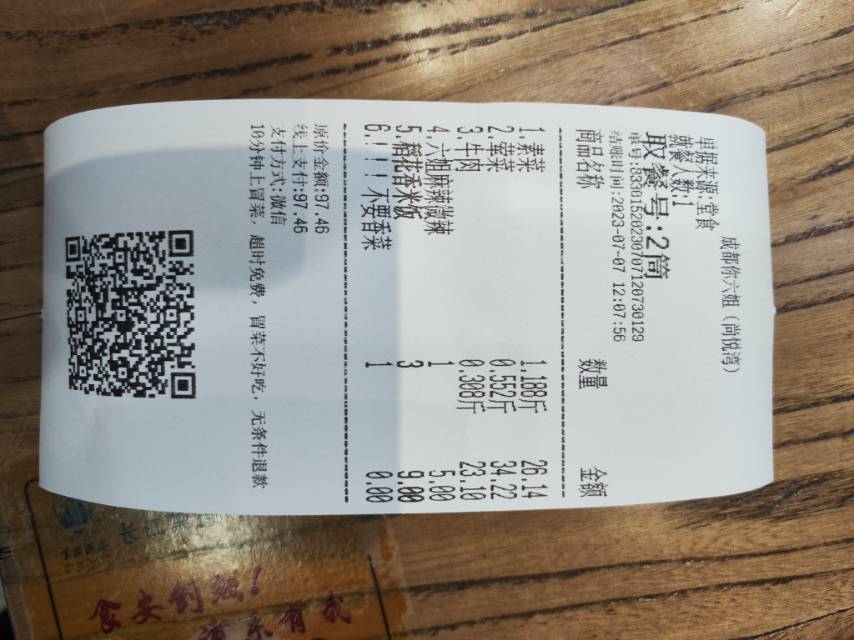 成都你六姐（尚悦湾）
单据来源:堂食
就餐人数:1
取餐号:2筒
单号:8330152023070712073​0129
结账时间:2023-07-07 12:07:56
商品名称 数量 金额
1,素菜 1.188斤 26.14
2,荤菜 0.552斤 34.22
3,牛肉 0.308斤 23.10
4,六姐麻辣微辣 1 5.00
5,稻花香米饭 3 9.00
6,!!!不要香菜 1 0.00
原价金额:97.46
线上支付:97.46
支付方式:微信
10分钟上冒菜，超时免费，冒菜不好吃，无条件退款
食安创城!